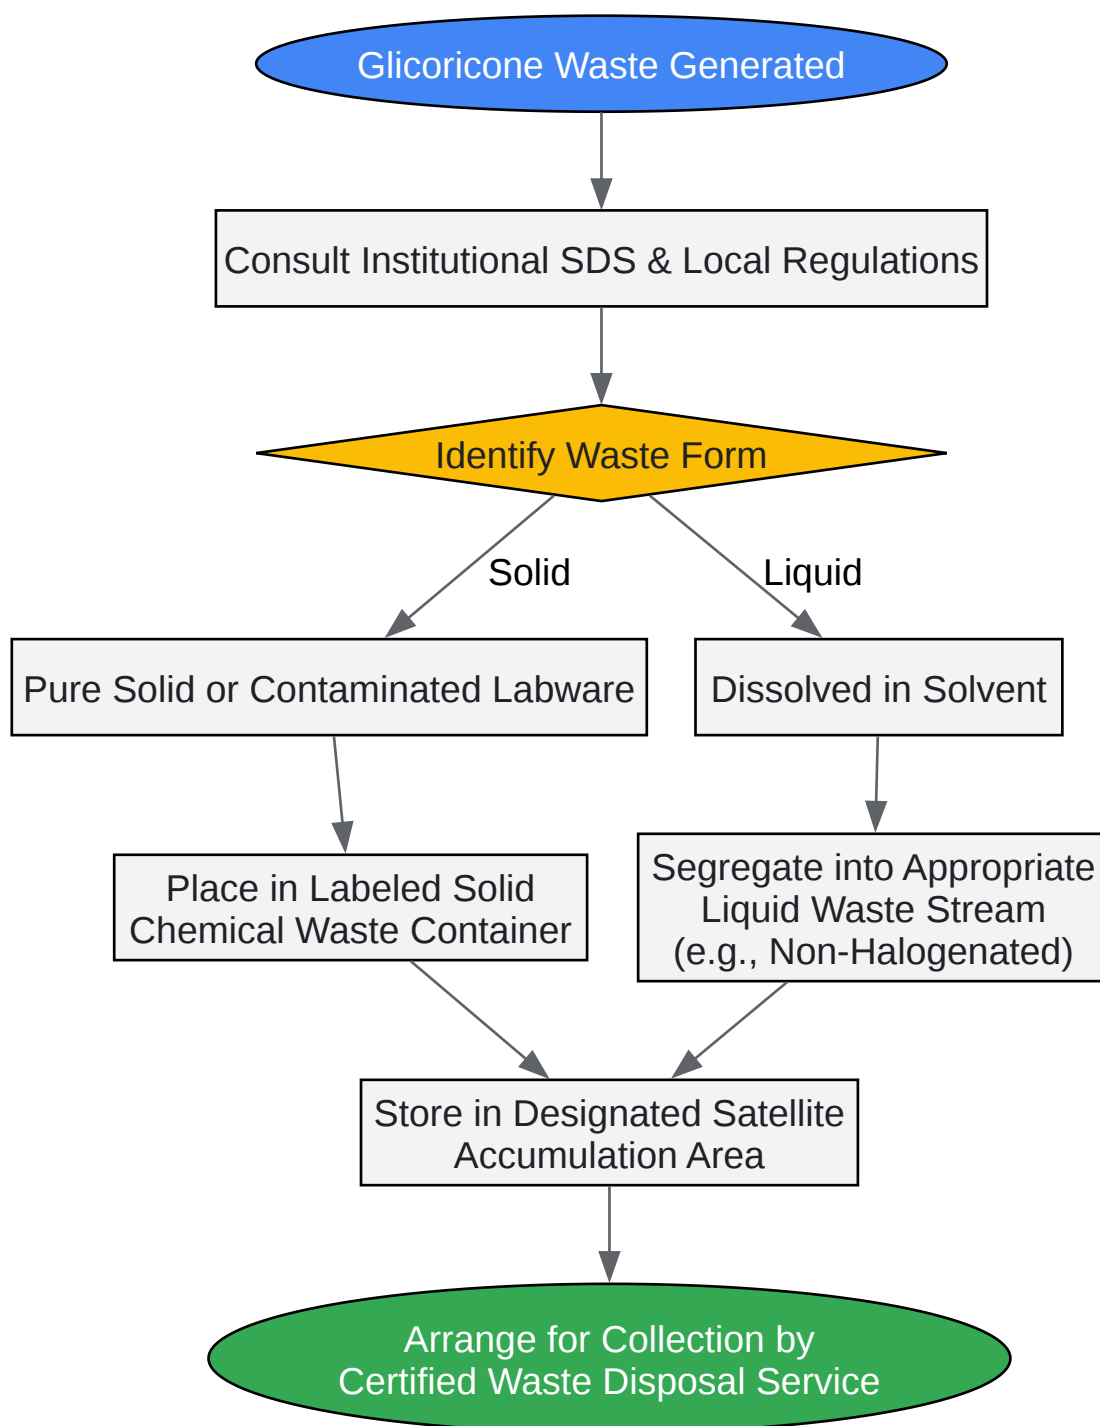 Glicoricone Waste Generated
Consult Institutional SDS & Local Regulations
Identify Waste Form
Solid
Liquid
Pure Solid or Contaminated Labware
Dissolved in Solvent
Place in Labeled Solid
Chemical Waste Container
Segregate into Appropriate
Liquid Waste Stream
(e.g., Non-Halogenated)
Store in Designated Satellite
Accumulation Area
Arrange for Collection by
Certified Waste Disposal Service